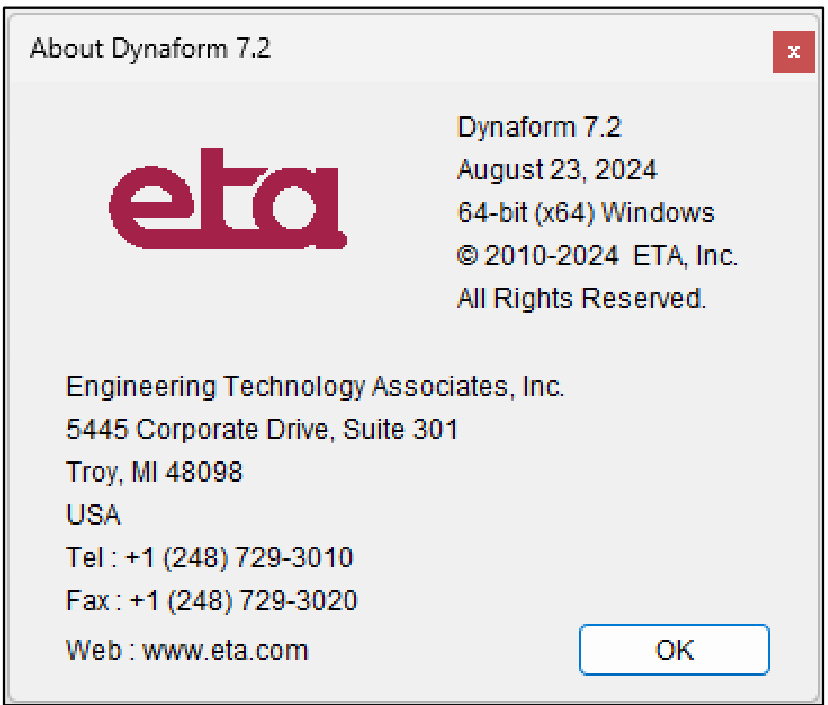 About Dynaform 7.2
x
eta
Dynaform 7.2
August 23, 2024
64-bit (x64) Windows
© 2010-2024  ETA, Inc.
All Rights Reserved.
Engineering Technology Associates, Inc.
5445 Corporate Drive, Suite 301
Troy, MI 48098
USA
Tel : +1 (248) 729-3010
Fax : +1 (248) 729-3020
Web : www.eta.com
OK